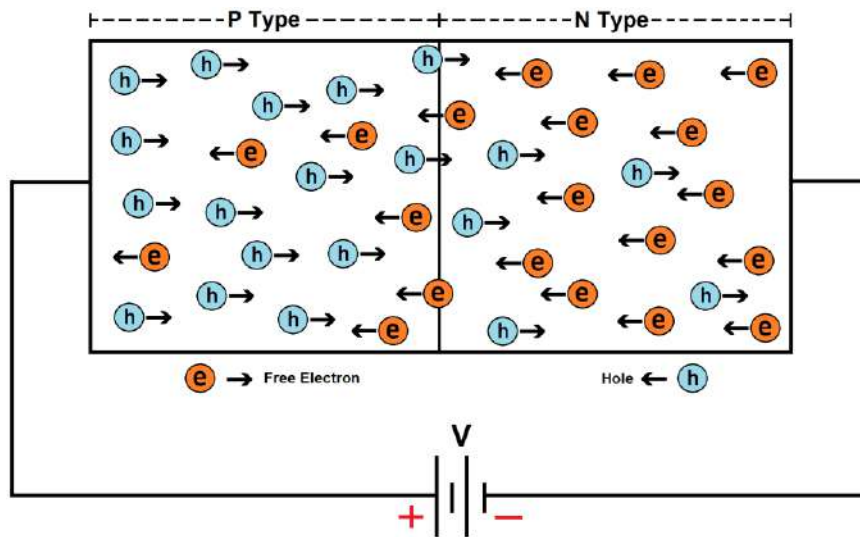 P Type N Type
h h h h h e e e
h e e e e e
h h h h e
h h e h e e
e h h e e
h h h e e e h e
h h e h e e
e Free Electron Hole h
V
+ −